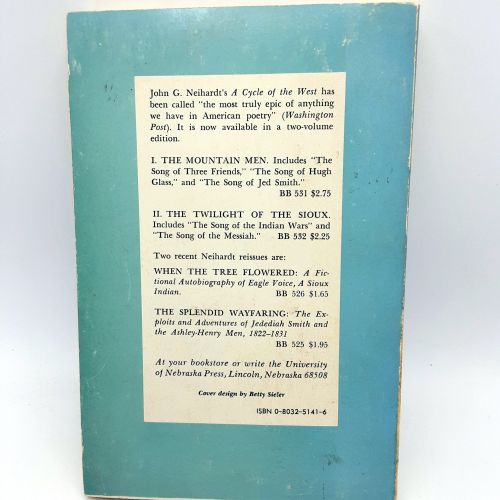 John G. Neihardt's A Cycle of the West has
been called "the most truly epic of anything
we have in American poetry" (Washington
Post). It is now available in a two-volume
edition.
I. THE MOUNTAIN MEN. Includes "The
Song of Three Friends," "The Song of Hugh
Glass," and "The Song of Jed Smith."
BB 531 $2.75
II. THE TWILIGHT OF THE SIOUX.
Includes "The Song of the Indian Wars" and
"The Song of the Messiah." BB 532 $2.25
Two recent Neihardt reissues are:
WHEN THE TREE FLOWERED: A Fic-
tional Autobiography of Eagle Voice, A Sioux
Indian. BB 526 $1.65
THE SPLENDID WAYFARING: The Ex-
ploits and Adventures of Jedediah Smith and
the Ashley-Henry Men, 1822–1831
BB 525 $1.95
At your bookstore or write the University
of Nebraska Press, Lincoln, Nebraska 68508
Cover design by Betty Sieler
ISBN 0-8032-5141-6